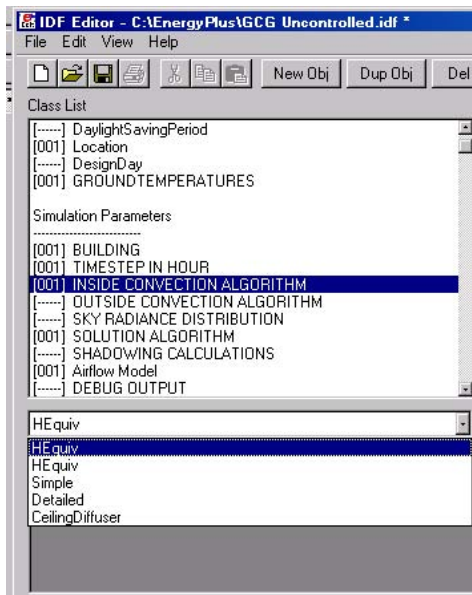 IDF Editor - C:\EnergyPlus\GCG Uncontrolled.idf *
File Edit View Help
New Obj Dup Obj Del
Class List
[------] DaylightSavingPeriod
[001] Location
[------] DesignDay
[001] GROUNDTEMPERATURES
Simulation Parameters
--------------------------
[001] BUILDING
[001] TIMESTEP IN HOUR
[001] INSIDE CONVECTION ALGORITHM
[------] OUTSIDE CONVECTION ALGORITHM
[------] SKY RADIANCE DISTRIBUTION
[001] SOLUTION ALGORITHM
[------] SHADOWING CALCULATIONS
[001] Airflow Model
[------] DEBUG OUTPUT
HEquiv
HEquiv
HEquiv
Simple
Detailed
CeilingDiffuser